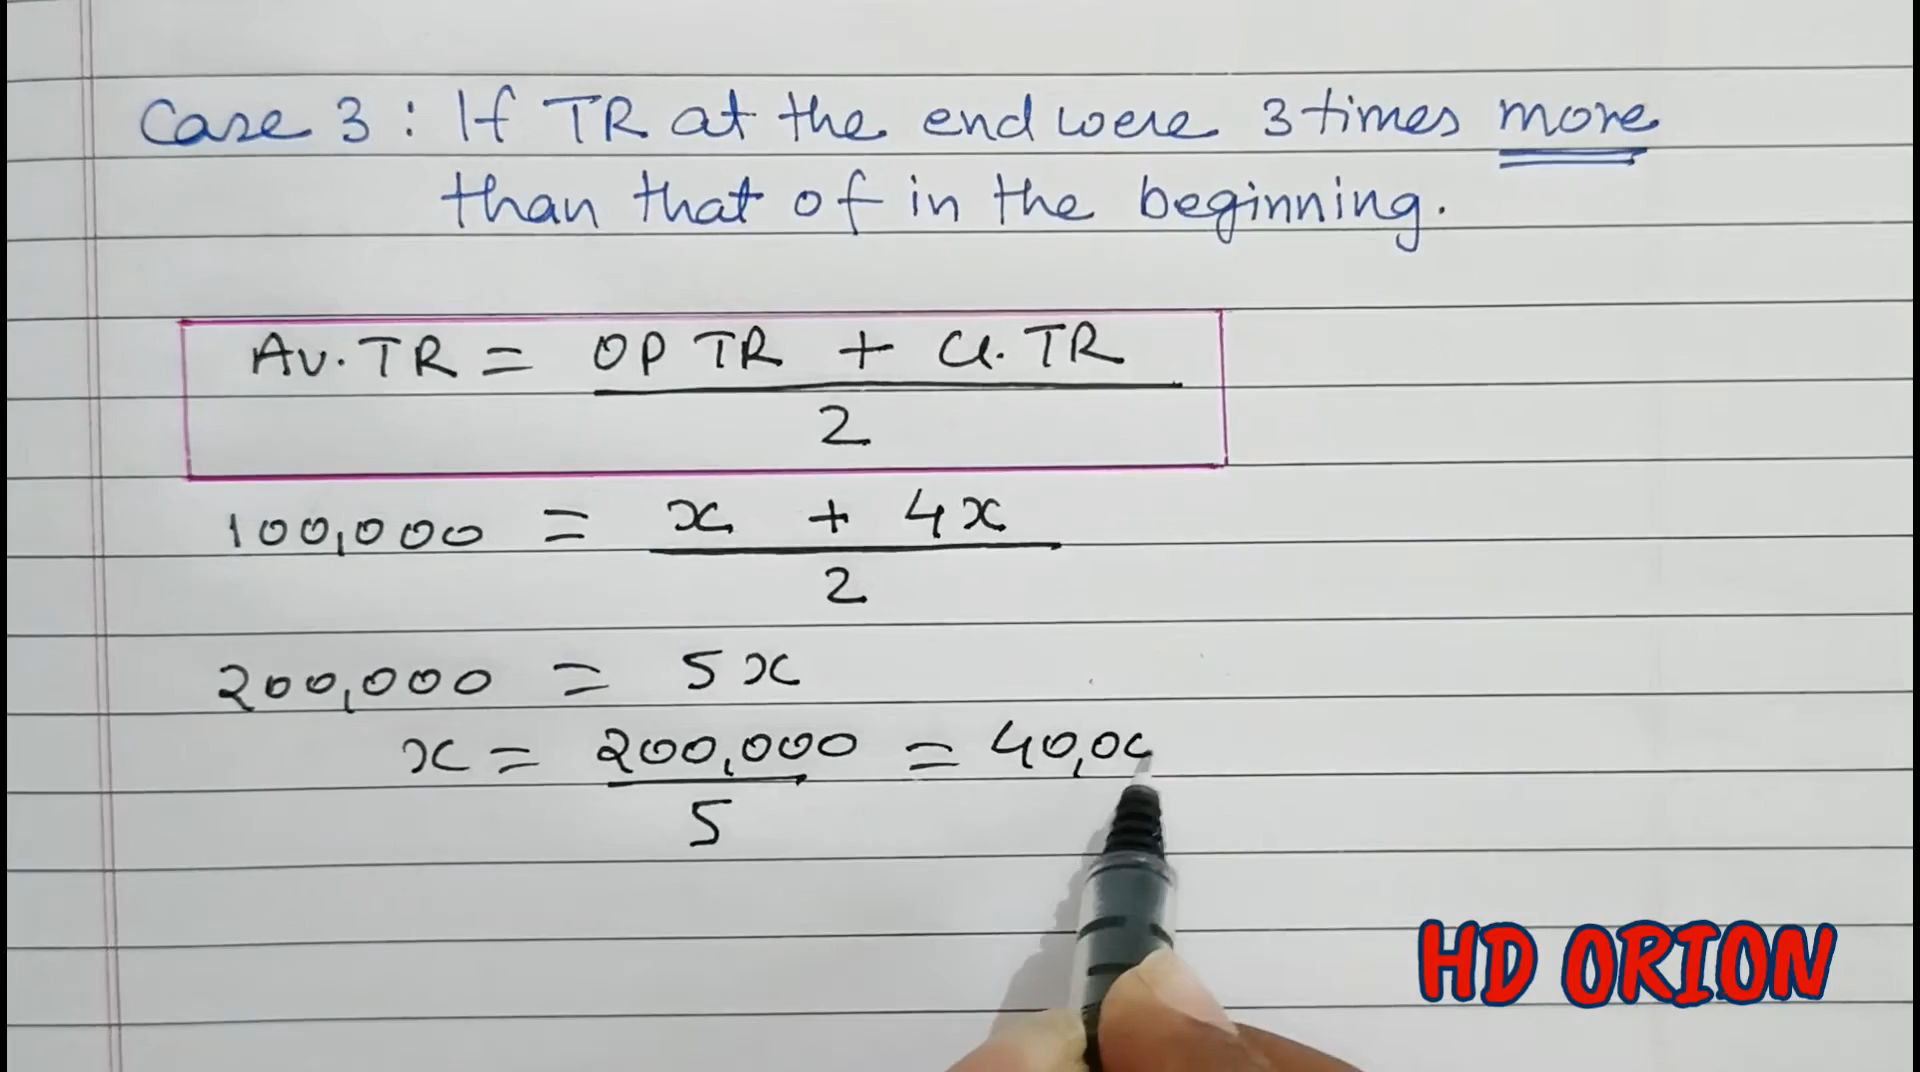 Case 3 : If TR at the end were 3 times more
than that of in the beginning.
Av. TR = OP TR + Cl. TR
2
100,000 = x + 4x
2
200,000 = 5x
x = 200,000 = 40,00
5
HD ORION